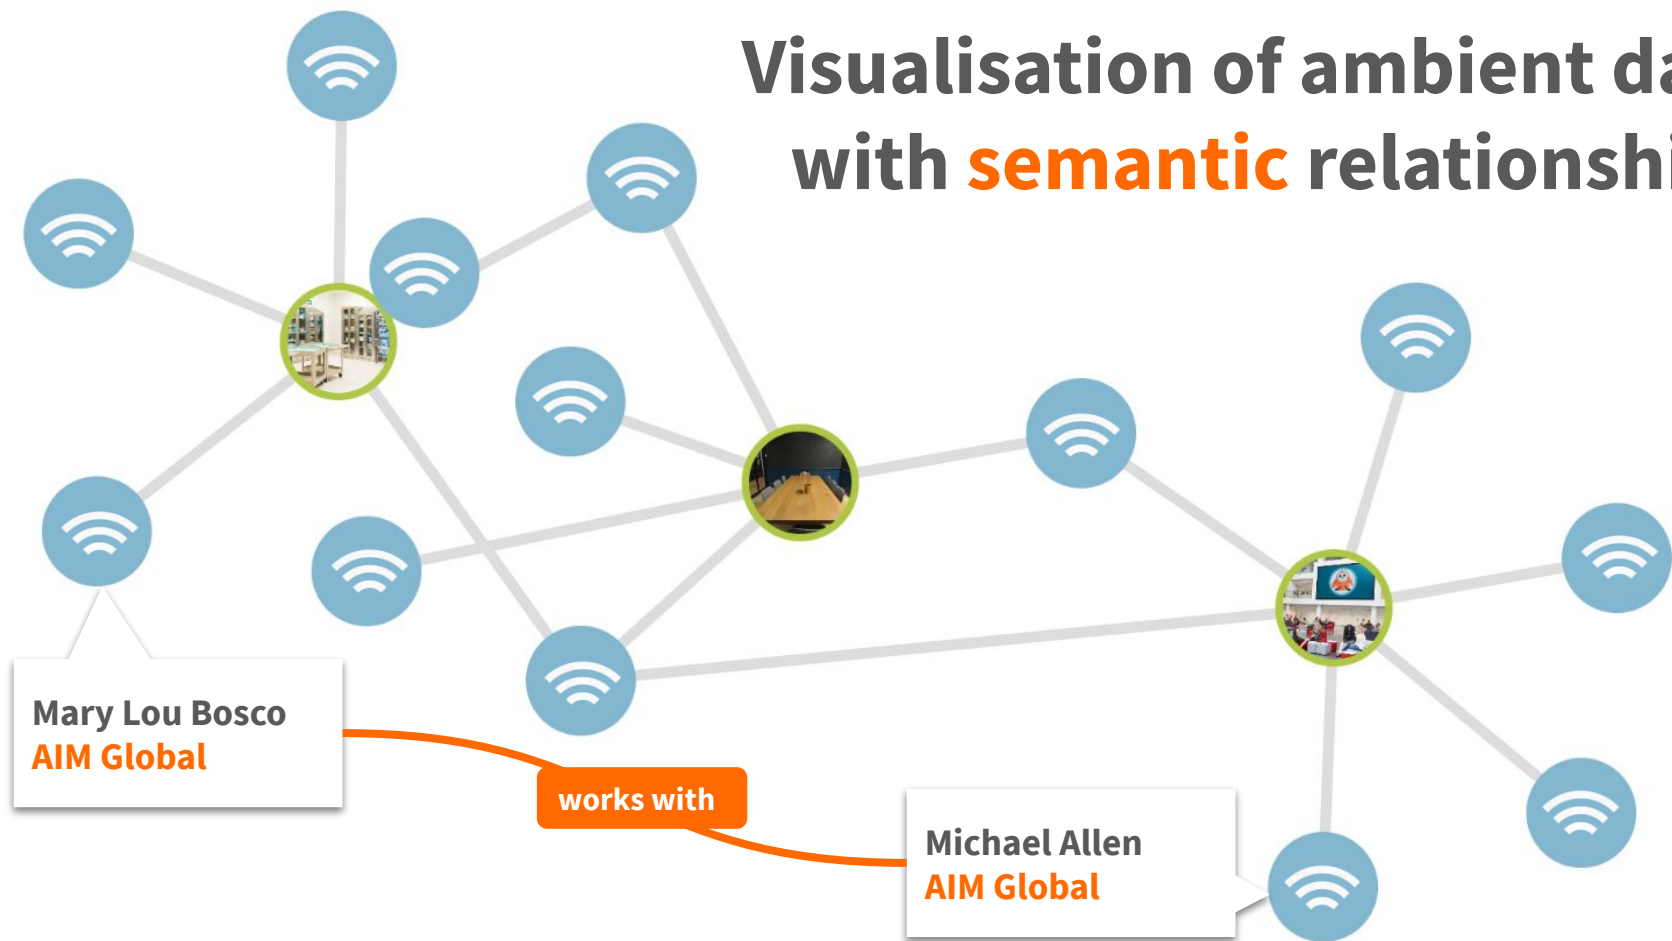 Visualisation of ambient da
with semantic relationshi
Mary Lou Bosco
AIM Global
works with
Michael Allen
AIM Global